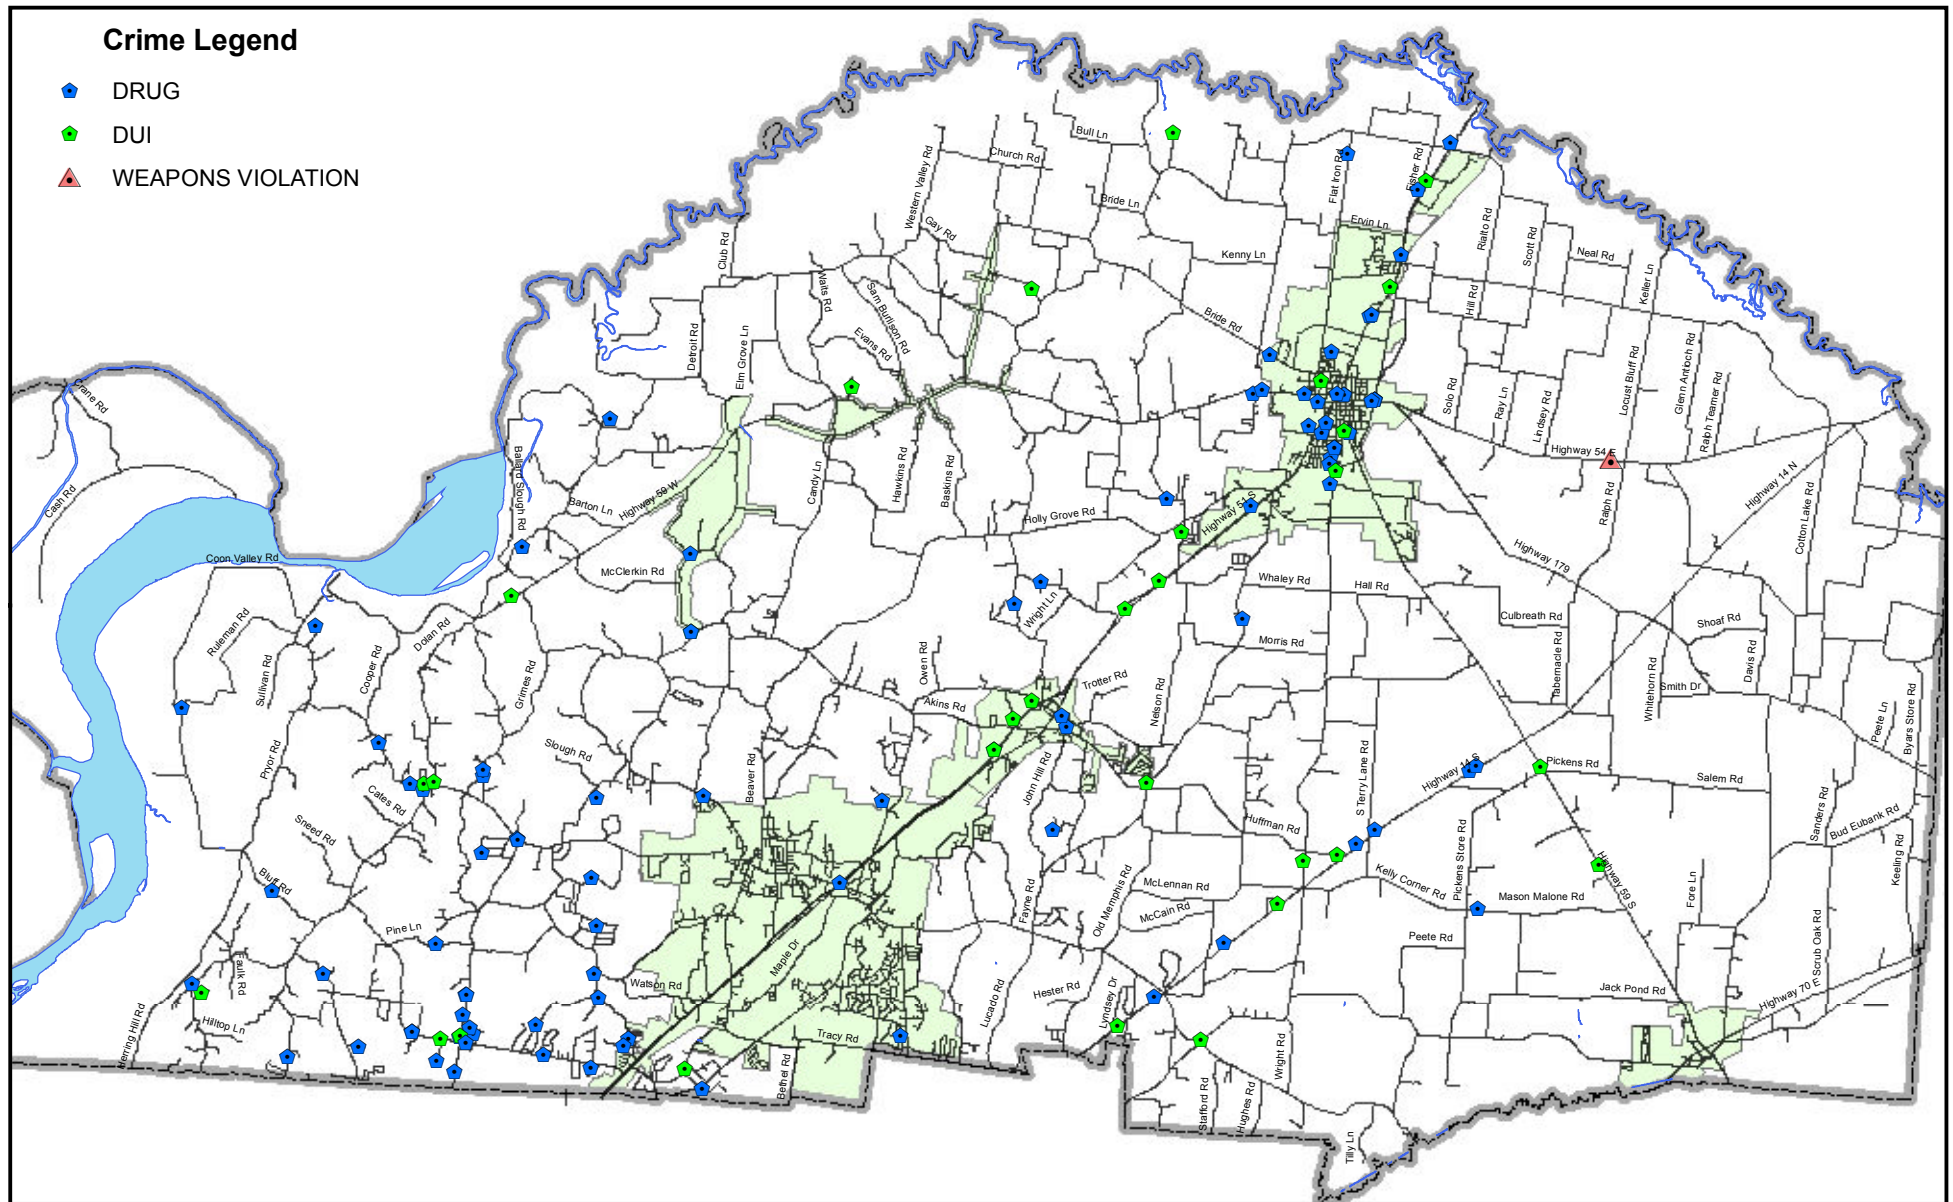 Crime Legend
DRUG
DUI
WEAPONS VIOLATION
Bull Ln
Church Rd
Western Valley Rd
Flat Iron Rd
Fisher Rd
Bride Ln
Gay Rd
Ervin Ln
Rialto Rd
Scott Rd
Club Rd
Kenny Ln
Neal Rd
Keller Ln
Waits Rd
Sam Burlison Rd
Hill Rd
Bride Rd
Detroit Rd
Elm Grove Ln
Evans Rd
Crane Rd
Solo Rd
Ray Ln
Lindsey Rd
Locust Bluff Rd
Glenn Antioch Rd
Ralph Teamer Rd
Highway 54 E
Cash Rd
Ballard Slough Rd
Barton Ln
Highway 59 W
Candy Ln
Hawkins Rd
Baskins Rd
Holly Grove Rd
Highway 51 S
Ralph Rd
Highway 14 N
Cotton Lake Rd
Coon Valley Rd
McClerkin Rd
Highway 179
Whaley Rd
Hall Rd
Wright Ln
Culbreath Rd
Shoaf Rd
Ruleman Rd
Dolan Rd
Morris Rd
Sullivan Rd
Cooper Rd
Grimes Rd
Owen Rd
Trotter Rd
Tabernacle Rd
Whitehorn Rd
Davis Rd
Smith Dr
Akins Rd
Nelson Rd
Peete Ln
Byars Store Rd
Pryor Rd
Slough Rd
Beaver Rd
John Hill Rd
S Terry Lane Rd
Highway 14 S
Pickens Rd
Salem Rd
Cates Rd
Sneed Rd
Huffman Rd
Pickens Store Rd
Sanders Rd
Bud Eubank Rd
Keeling Rd
Bluff Rd
Fayne Rd
Old Memphis Rd
McLennan Rd
McCain Rd
Kelly Corner Rd
Mason Malone Rd
Highway 59 S
Fore Ln
Pine Ln
Maple Dr
Peete Rd
Scrub Oak Rd
Faulk Rd
Watson Rd
Lucado Rd
Hester Rd
Lyndsey Dr
Jack Pond Rd
Highway 70 E
Herring Hill Rd
Hilltop Ln
Tracy Rd
Bethel Rd
Wright Rd
Stafford Rd
Hughes Rd
Tilly Ln